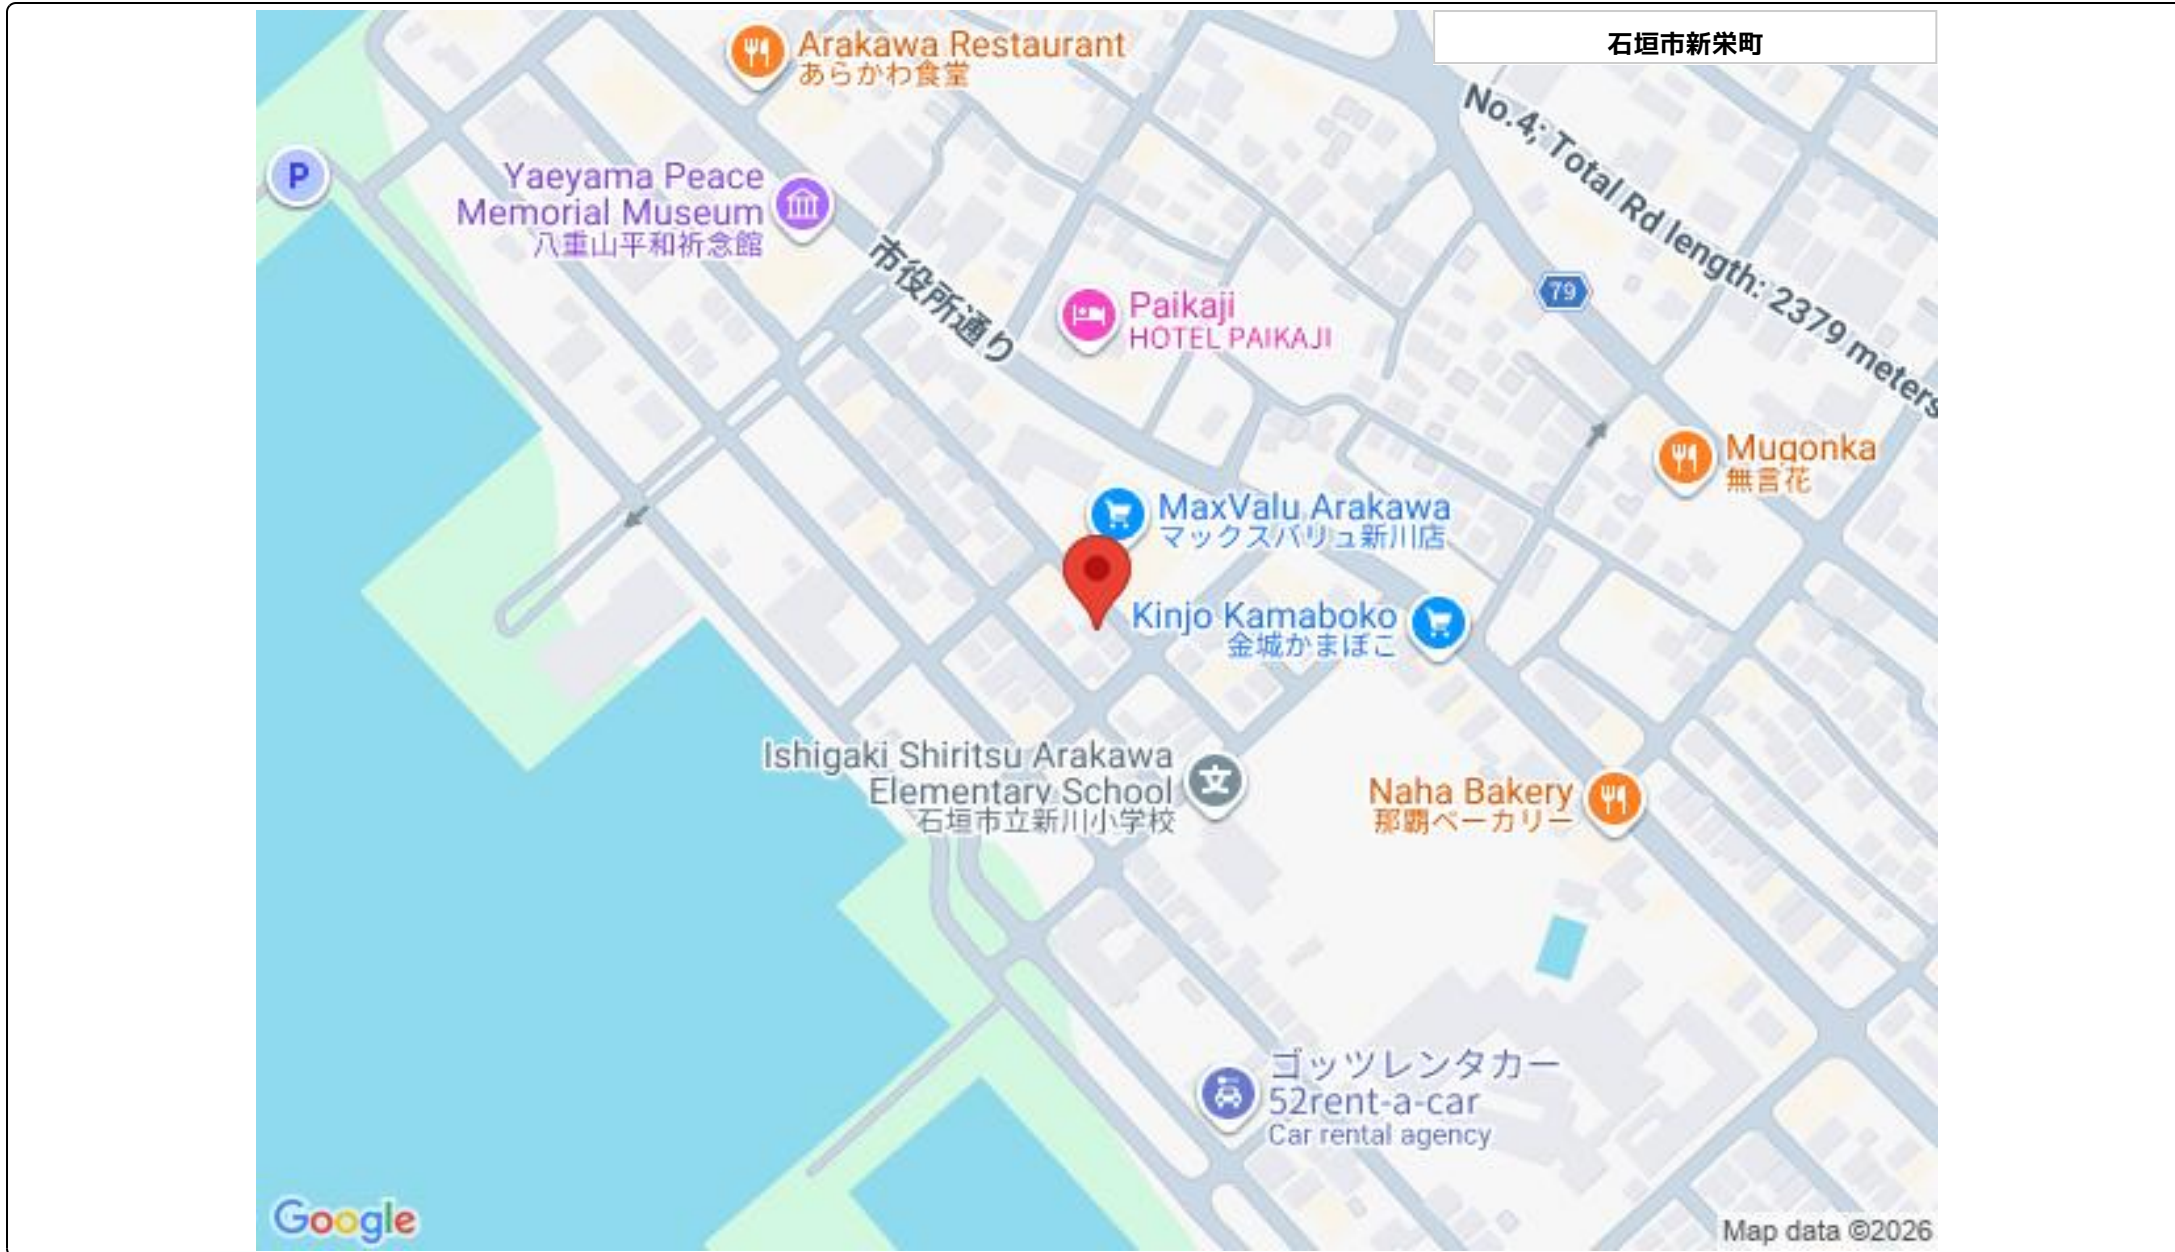 石垣市新栄町
Arakawa Restaurant
あらかわ食堂
No.4; Total Rd length: 2379 meters
P
Yaeyama Peace
Memorial Museum
八重山平和祈念館
市役所通り
79
Paikaji
HOTEL PAIKAJI
Mugonka
無言花
MaxValu Arakawa
マックスバリュ新川店
Kinjo Kamaboko
金城かまぼこ
Ishigaki Shiritsu Arakawa
Elementary School
石垣市立新川小学校
文
Naha Bakery
那覇ベーカリー
ゴッツレンタカー
52rent-a-car
Car rental agency
Google
Map data ©2026